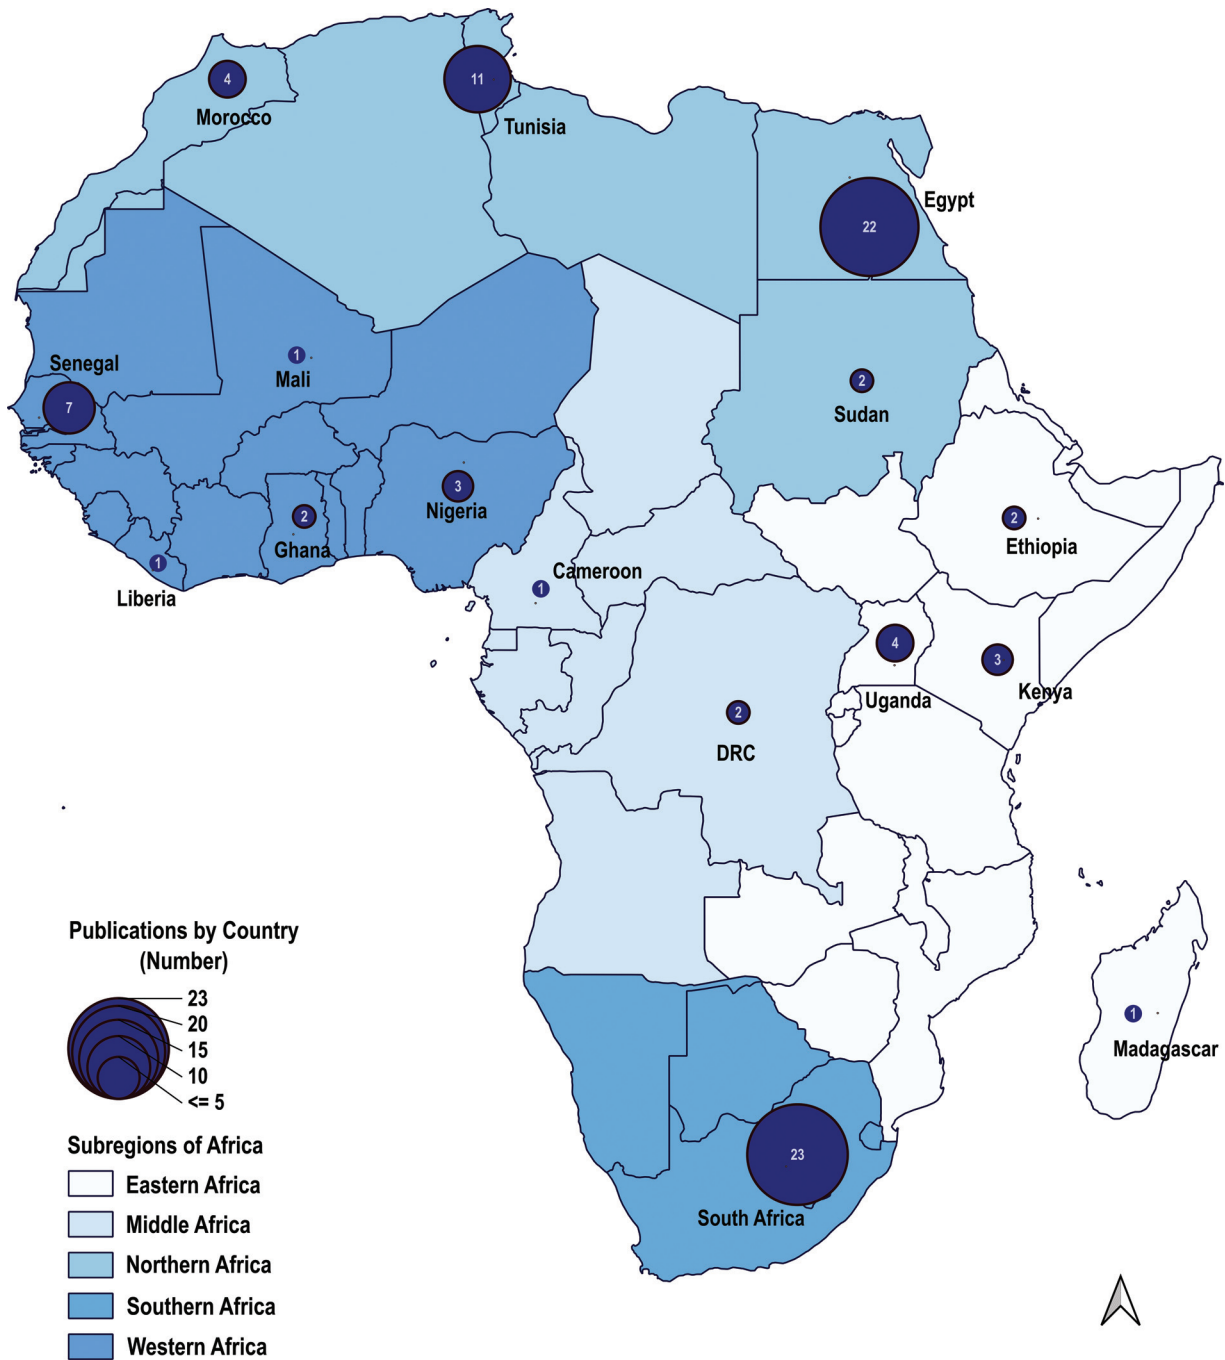 4
Morocco
11
Tunisia
22
Egypt
Senegal
7
1
Mali
2
Sudan
3
Nigeria
2
Ghana
1
Liberia
1
Cameroon
2
Ethiopia
4
Uganda
3
Kenya
2
DRC
1
Madagascar
23
South Africa
Publications by Country
(Number)
23
20
15
10
<= 5
Subregions of Africa
Eastern Africa
Middle Africa
Northern Africa
Southern Africa
Western Africa